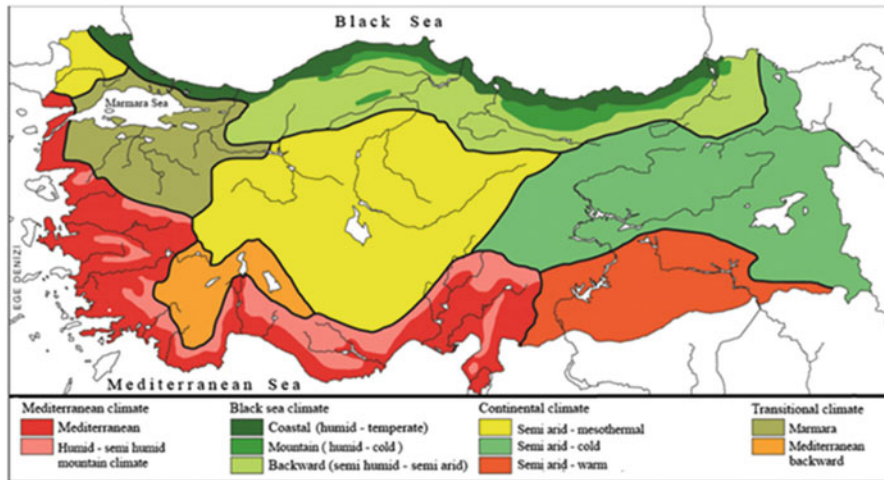 Black Sea
Marmara Sea
EGE DENIZI
Mediterranean Sea
Mediterranean climate
Mediterranean
Humid - semi humid
mountain climate
Black sea climate
Coastal (humid - temperate)
Mountain ( humid - cold )
Backward (semi humid - semi arid)
Continental climate
Semi arid - mesothermal
Semi arid - cold
Semi arid - warm
Transitional climate
Marmara
Mediterranean
backward